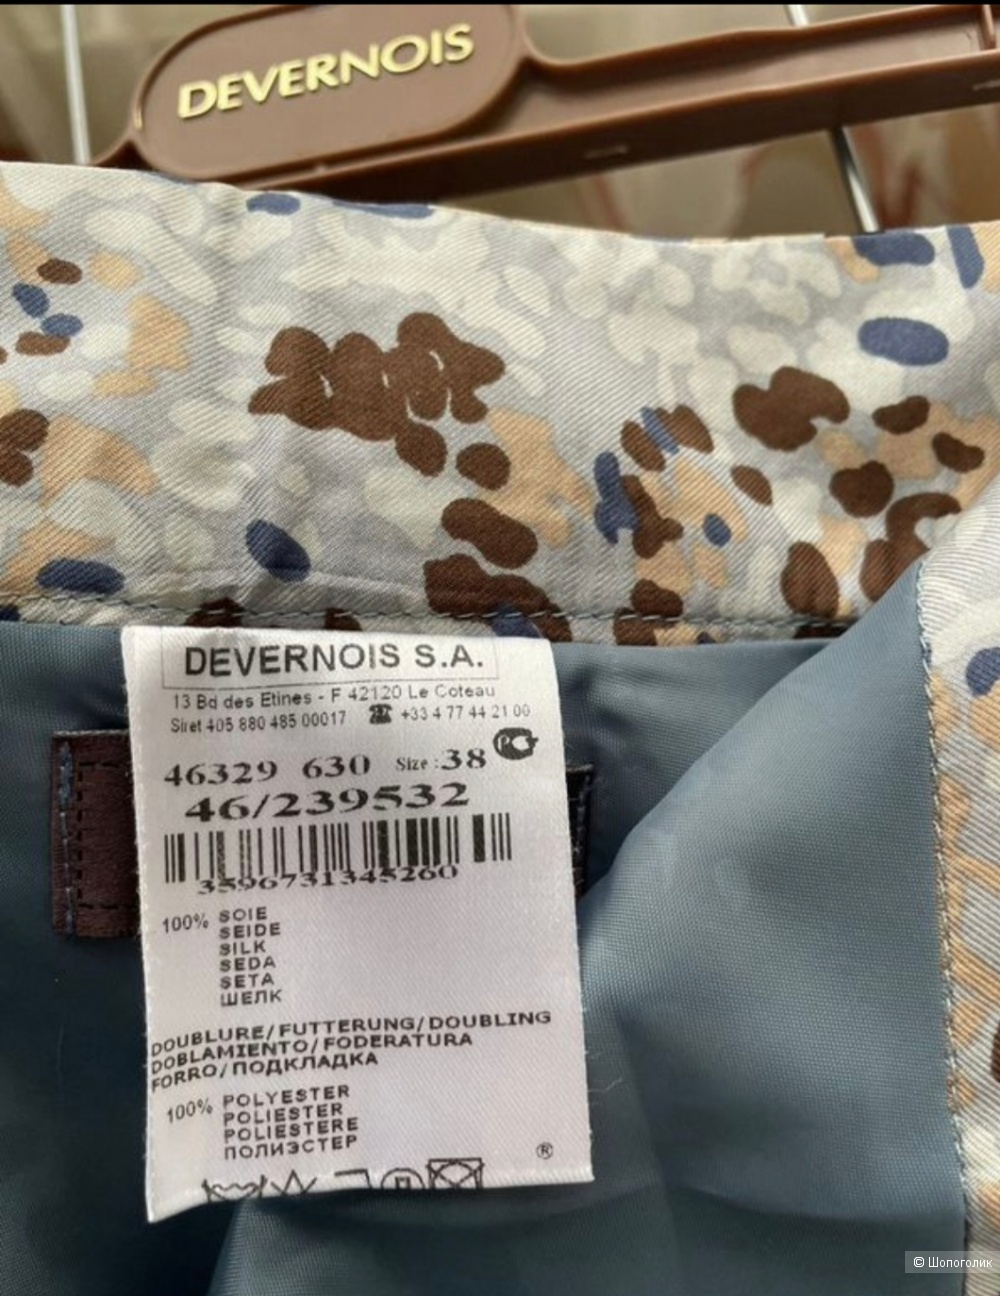 DEVERNOIS
DEVERNOIS S.A.
13 Bd des Etines - F 42120 Le Coteau
Siret 405 880 485 00017 ☎ +33 4 77 44 21 00
46329 630 Size : 38
46/239532
3596731345260
100% SOIE
SEIDE
SILK
SEDA
SETA
ШЕЛК
DOUBLURE/FUTTERUNG/DOUBLING
DOBLAMIENTO/FODERATURA
FORRO/ПОДКЛАДКА
100% POLYESTER
POLIESTER
POLIESTERE
ПОЛИЭСТЕР
®
© Шопоголик